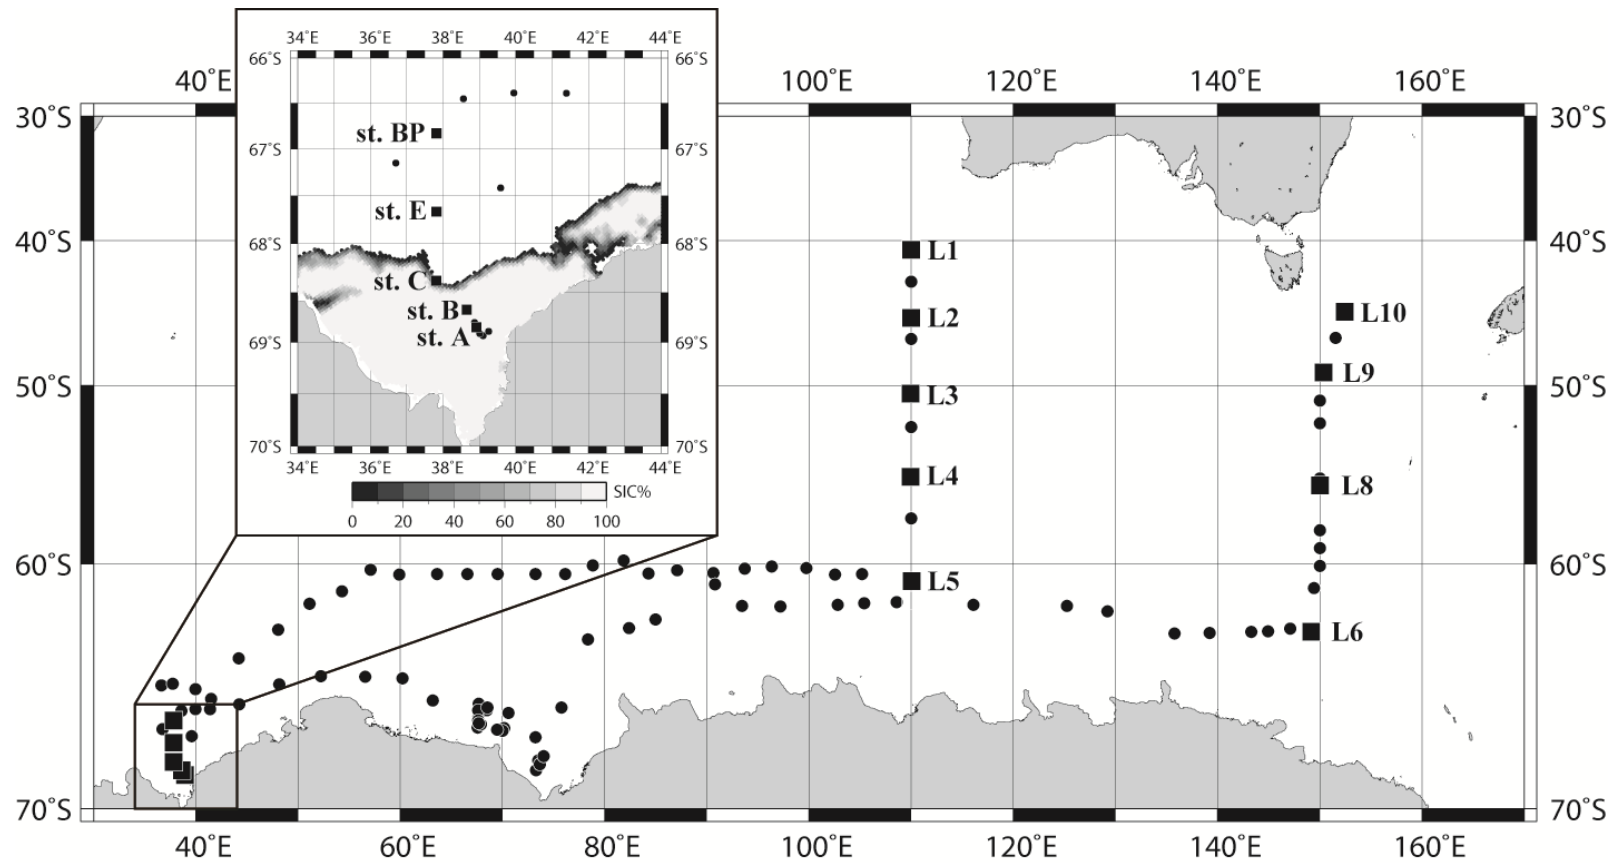 34˚E 36˚E 38˚E 40˚E 42˚E 44˚E
66˚S 66˚S
st. BP
67˚S 67˚S
st. E
68˚S 68˚S
st. C
st. B
st. A
69˚S 69˚S
70˚S 70˚S
34˚E 36˚E 38˚E 40˚E 42˚E 44˚E
SIC%
0 20 40 60 80 100
40˚E 100˚E 120˚E 140˚E 160˚E
30˚S 30˚S
40˚S 40˚S
L1
L10
L2
L9
50˚S 50˚S
L3
L4
L8
60˚S 60˚S
L5
L6
70˚S 70˚S
40˚E 60˚E 80˚E 100˚E 120˚E 140˚E 160˚E